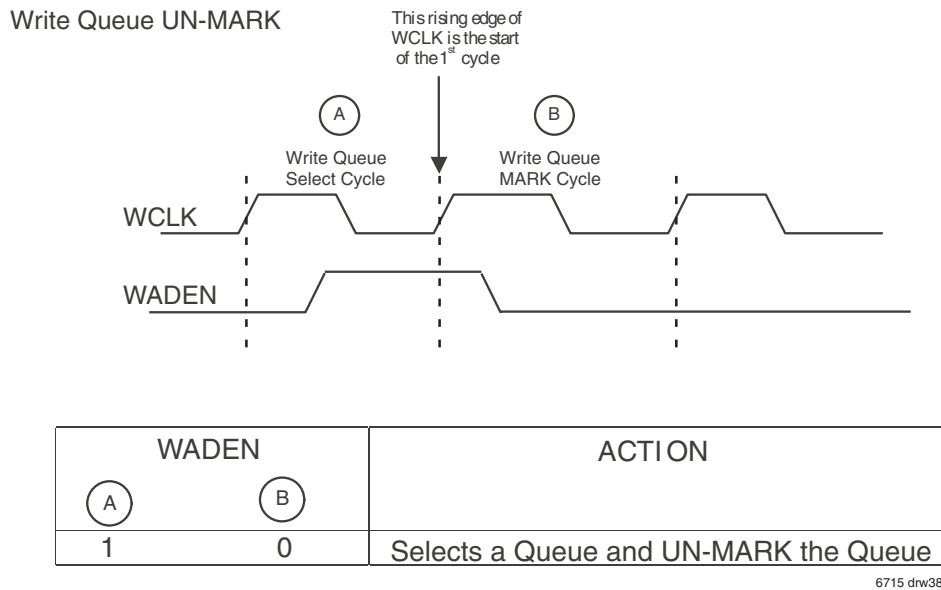 Write Queue UN-MARK
This rising edge of
WCLK is the start
of the 1st cycle
A
B
Write Queue
Select Cycle
Write Queue
MARK Cycle
WCLK
WADEN
WADEN
ACTION
A
B
1
0
Selects a Queue and UN-MARK the Queue
6715 drw38